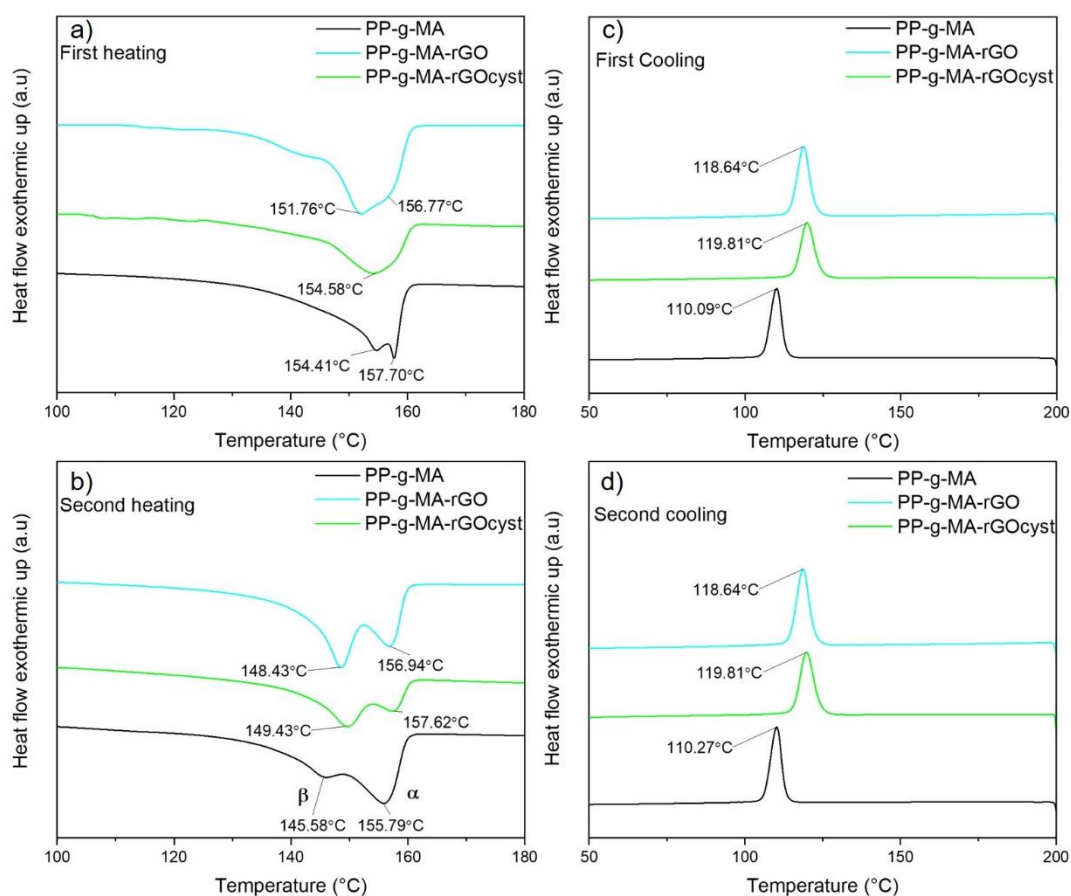 a)
First heating
PP-g-MA
PP-g-MA-rGO
PP-g-MA-rGOcyst
151.76°C
156.77°C
154.58°C
154.41°C
157.70°C
Heat flow exothermic up (a.u)
100 120 140 160 180
Temperature (°C)
c)
First Cooling
PP-g-MA
PP-g-MA-rGO
PP-g-MA-rGOcyst
118.64°C
119.81°C
110.09°C
Heat flow exothermic up (a.u)
50 100 150 200
Temperature (°C)
b)
Second heating
PP-g-MA
PP-g-MA-rGO
PP-g-MA-rGOcyst
148.43°C
156.94°C
149.43°C
157.62°C
β α
145.58°C
155.79°C
Heat flow exothermic up (a.u)
100 120 140 160 180
Temperature (°C)
d)
Second cooling
PP-g-MA
PP-g-MA-rGO
PP-g-MA-rGOcyst
118.64°C
119.81°C
110.27°C
Heat flow exothermic up (a.u)
50 100 150 200
Temperature (°C)